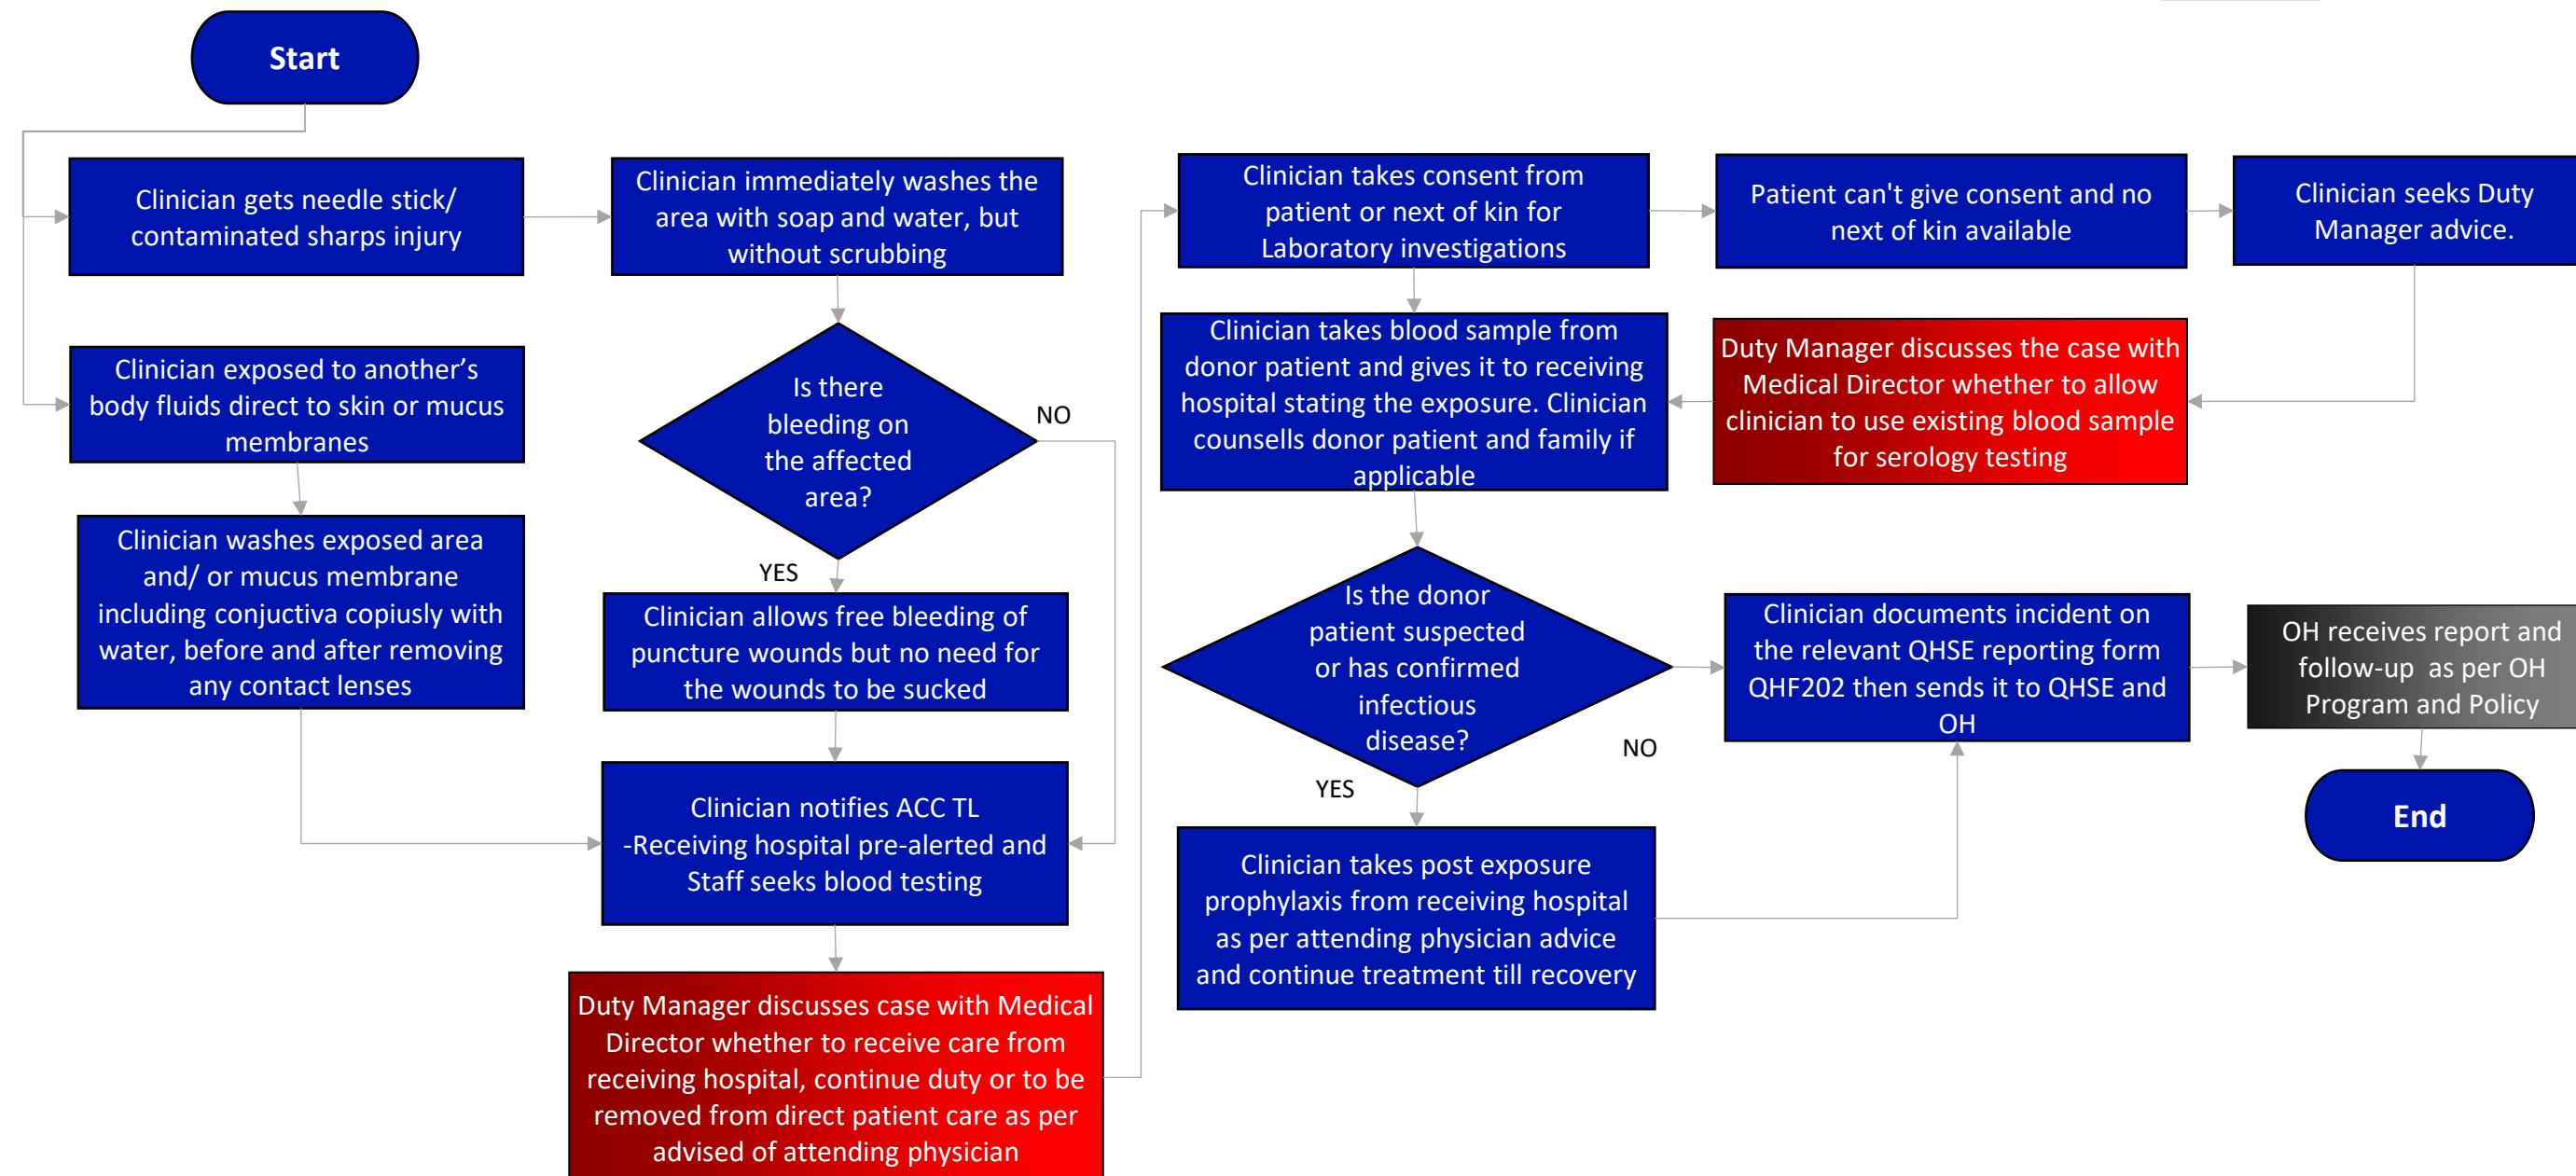 Start
Clinician gets needle stick/
contaminated sharps injury
Clinician exposed to another’s
body fluids direct to skin or mucus
membranes
Clinician washes exposed area
and/ or mucus membrane
including conjuctiva copiusly with
water, before and after removing
any contact lenses
Clinician immediately washes the
area with soap and water, but
without scrubbing
Is there
bleeding on
the affected
area?
NO
YES
Clinician allows free bleeding of
puncture wounds but no need for
the wounds to be sucked
Clinician notifies ACC TL
-Receiving hospital pre-alerted and
Staff seeks blood testing
Duty Manager discusses case with Medical
Director whether to receive care from
receiving hospital, continue duty or to be
removed from direct patient care as per
advised of attending physician
Clinician takes consent from
patient or next of kin for
Laboratory investigations
Patient can't give consent and no
next of kin available
Clinician seeks Duty
Manager advice.
Duty Manager discusses the case with
Medical Director whether to allow
clinician to use existing blood sample
for serology testing
Clinician takes blood sample from
donor patient and gives it to receiving
hospital stating the exposure. Clinician
counsells donor patient and family if
applicable
Is the donor
patient suspected
or has confirmed
infectious
disease?
NO
YES
Clinician takes post exposure
prophylaxis from receiving hospital
as per attending physician advice
and continue treatment till recovery
Clinician documents incident on
the relevant QHSE reporting form
QHF202 then sends it to QHSE and
OH
OH receives report and
follow-up as per OH
Program and Policy
End